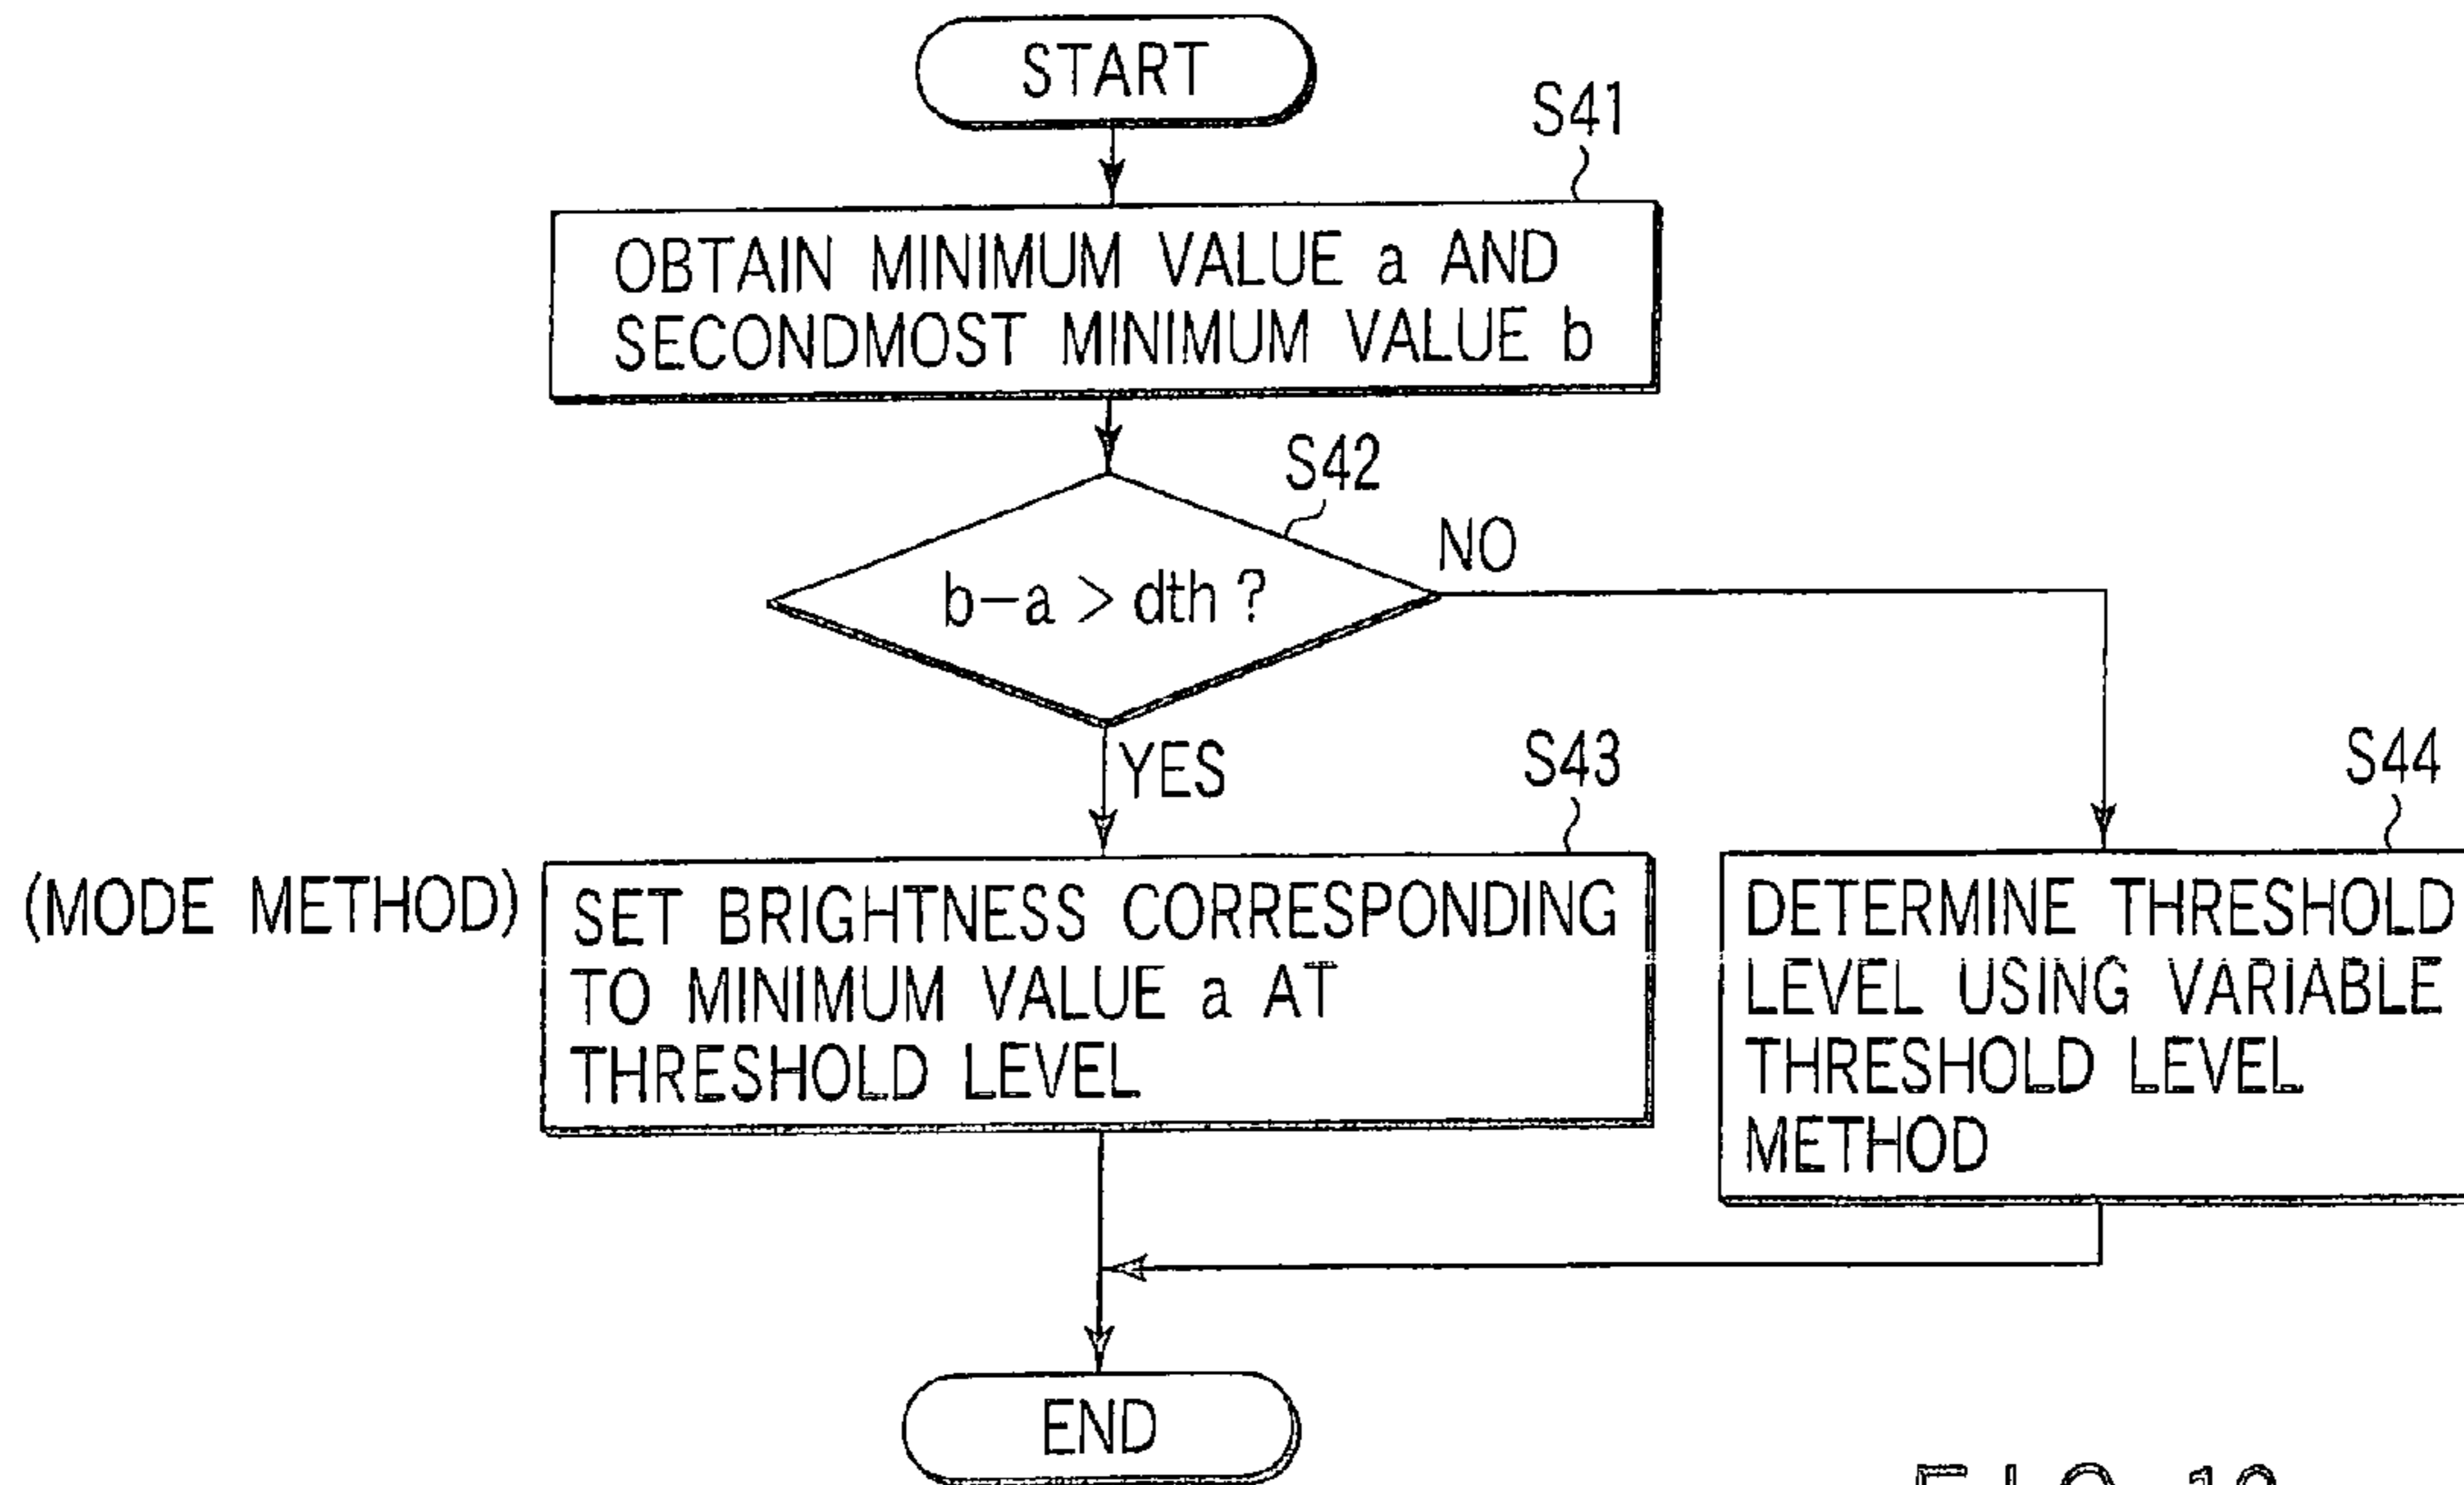 START
S41
OBTAIN MINIMUM VALUE a AND
SECONDMOST MINIMUM VALUE b
S42
b-a > dth ?
NO
YES
S43
(MODE METHOD)
SET BRIGHTNESS CORRESPONDING
TO MINIMUM VALUE a AT
THRESHOLD LEVEL
S44
DETERMINE THRESHOLD
LEVEL USING VARIABLE
THRESHOLD LEVEL
METHOD
END